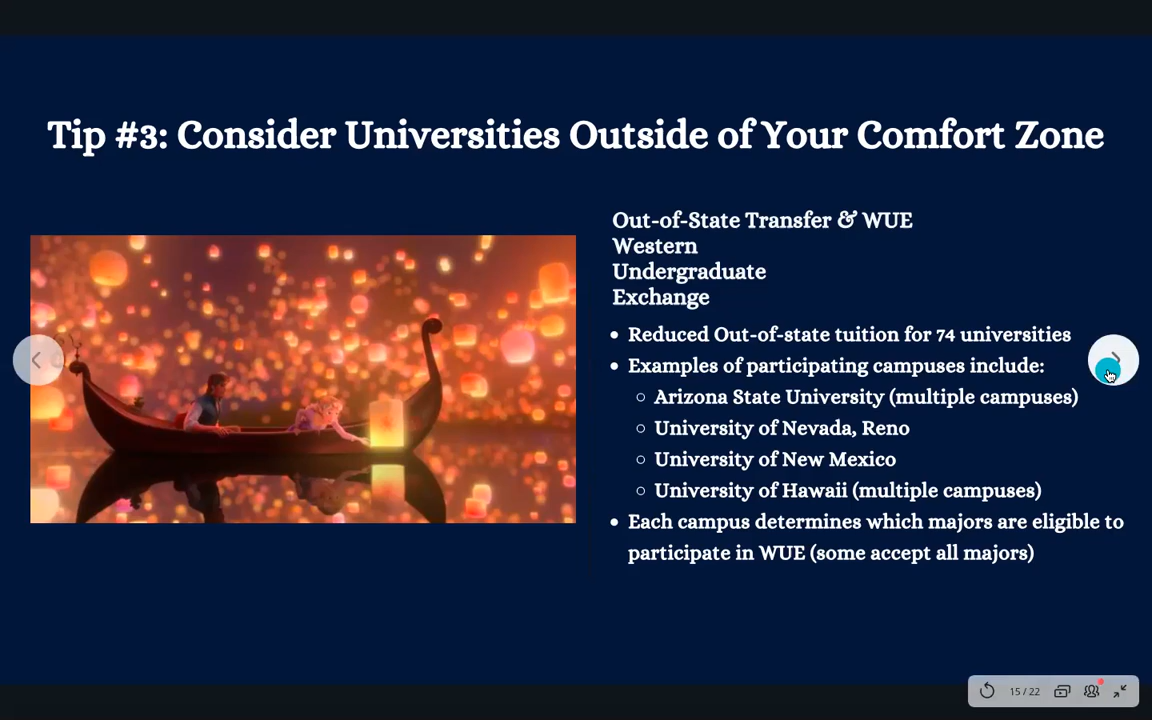 Tip #3: Consider Universities Outside of Your Comfort Zone
Out-of-State Transfer & WUE
Western
Undergraduate
Exchange
• Reduced Out-of-state tuition for 74 universities
• Examples of participating campuses include:
○ Arizona State University (multiple campuses)
○ University of Nevada, Reno
○ University of New Mexico
○ University of Hawaii (multiple campuses)
• Each campus determines which majors are eligible to
participate in WUE (some accept all majors)
15 / 22